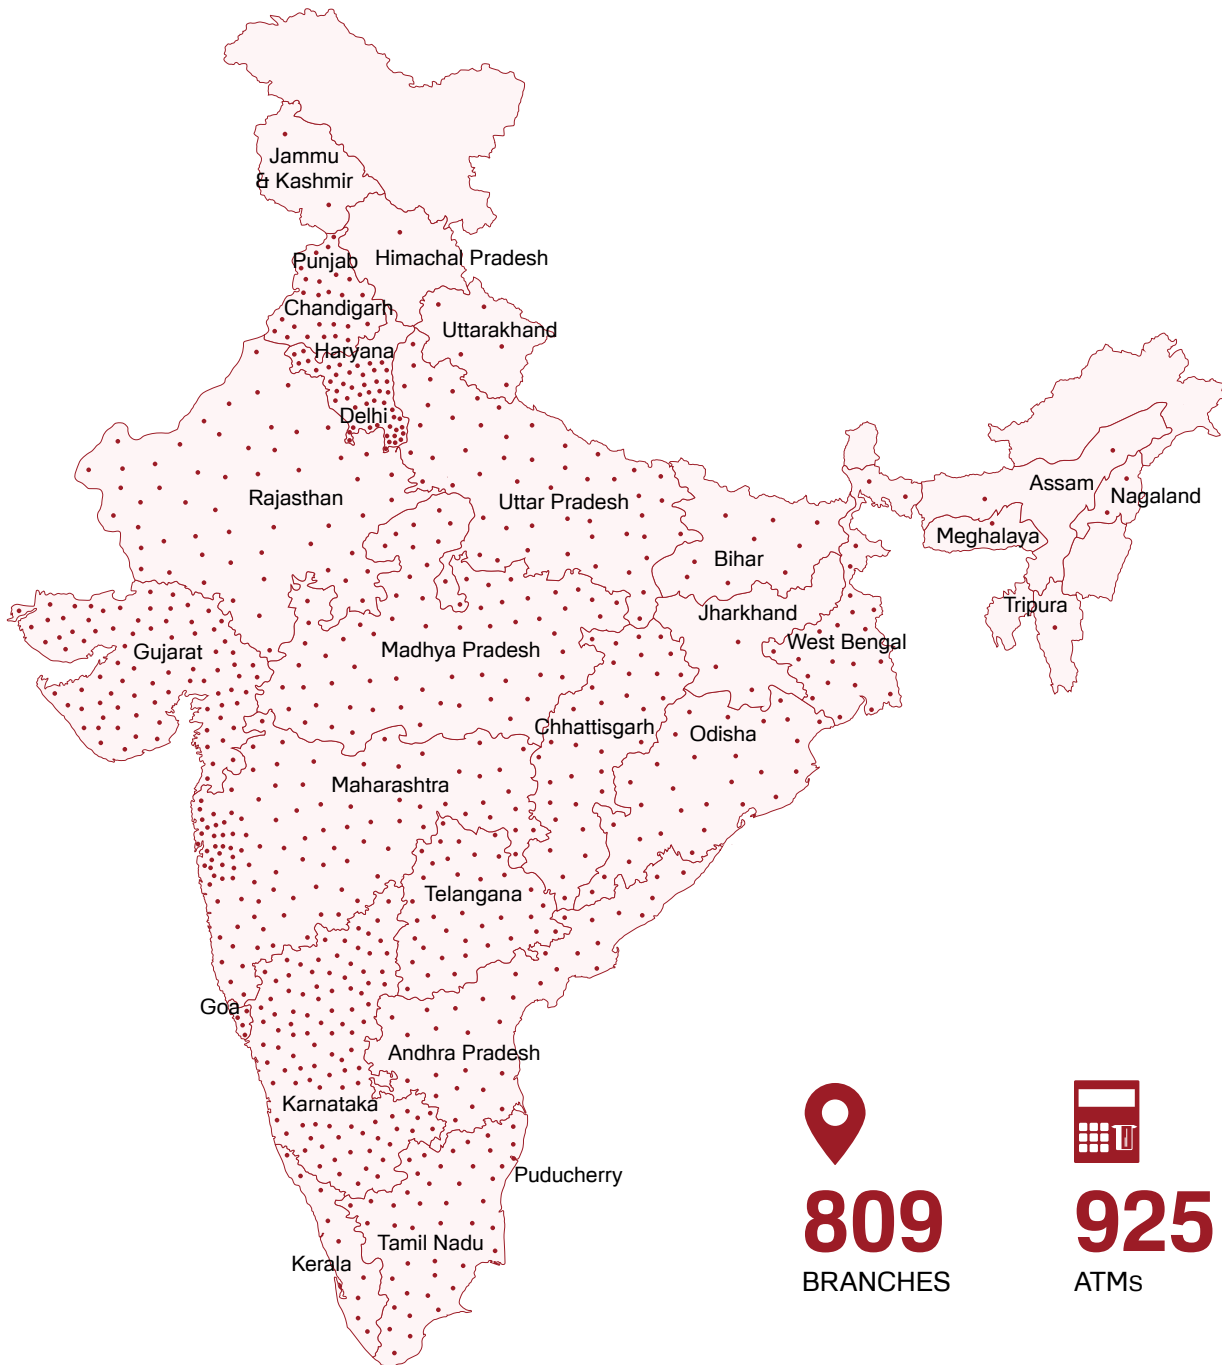 Jammu
& Kashmir
Punjab
Himachal Pradesh
Chandigarh
Uttarakhand
Haryana
Delhi
Rajasthan
Uttar Pradesh
Assam
Nagaland
Meghalaya
Bihar
Jharkhand
Tripura
Gujarat
Madhya Pradesh
West Bengal
Chhattisgarh
Odisha
Maharashtra
Telangana
Goa
Andhra Pradesh
Karnataka
Puducherry
Tamil Nadu
Kerala
809
BRANCHES
925
ATMs